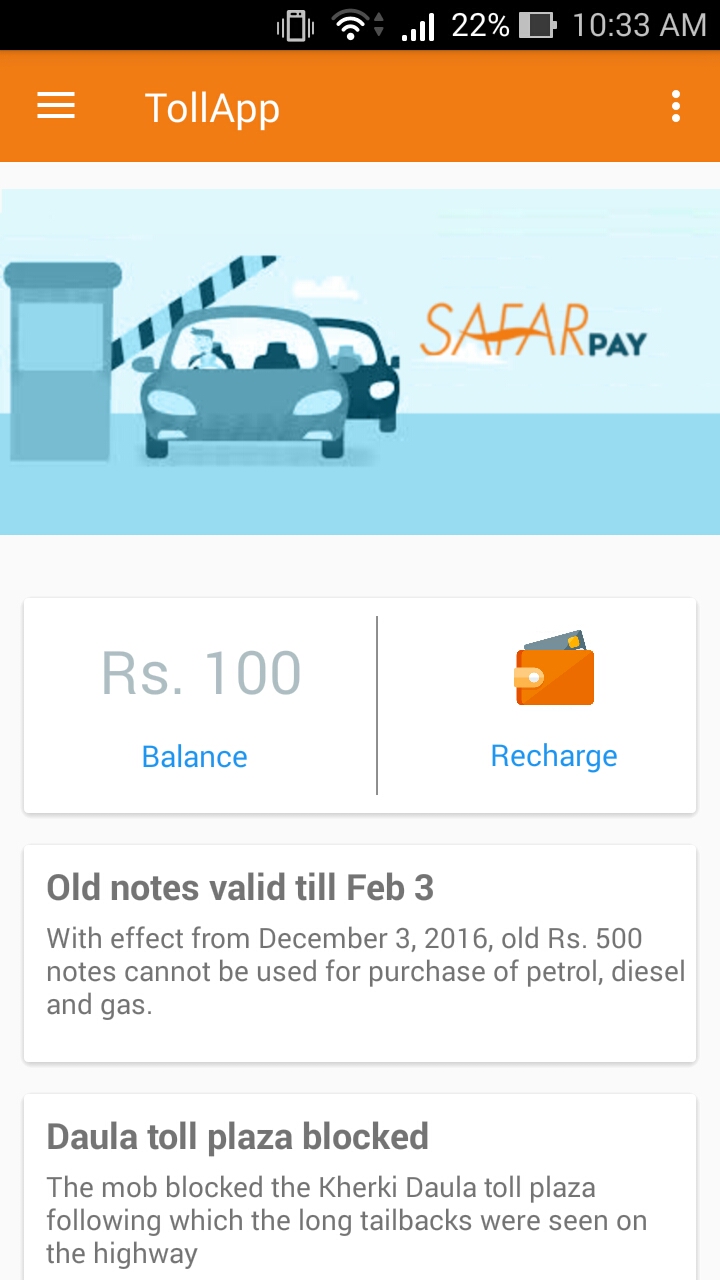 22% 10:33 AM
TollApp
SAFARPAY
Rs. 100
Balance
Recharge
Old notes valid till Feb 3
With effect from December 3, 2016, old Rs. 500
notes cannot be used for purchase of petrol, diesel
and gas.
Daula toll plaza blocked
The mob blocked the Kherki Daula toll plaza
following which the long tailbacks were seen on
the highway